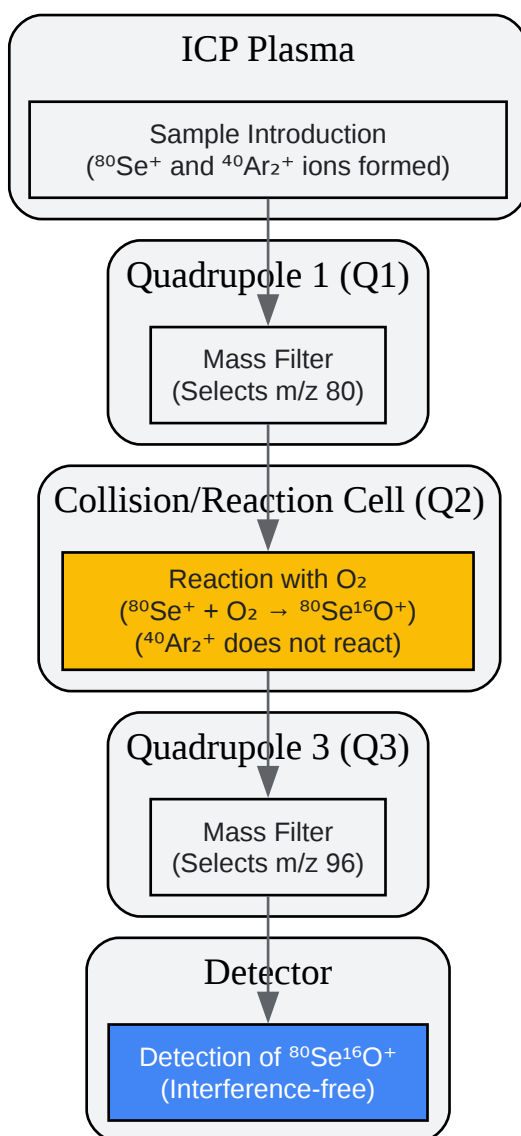 ICP Plasma
Sample Introduction
(⁸⁰Se⁺ and ⁴⁰Ar₂⁺ ions formed)
Quadrupole 1 (Q1)
Mass Filter
(Selects m/z 80)
Collision/Reaction Cell (Q2)
Reaction with O₂
(⁸⁰Se⁺ + O₂ → ⁸⁰Se¹⁶O⁺)
(⁴⁰Ar₂⁺ does not react)
Quadrupole 3 (Q3)
Mass Filter
(Selects m/z 96)
Detector
Detection of ⁸⁰Se¹⁶O⁺
(Interference-free)